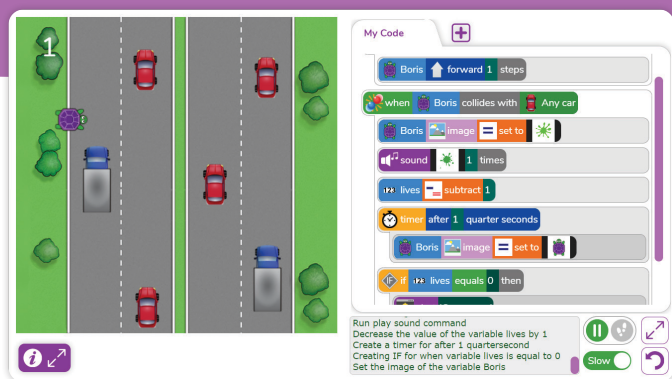 1
My Code
Boris forward 1 steps
when Boris collides with Any car
Boris image = set to
sound 1 times
123 lives subtract 1
timer after 1 quarter seconds
Boris image = set to
IF if 123 lives equals 0 then
Run play sound command
Decrease the value of the variable lives by 1
Create a timer for after 1 quartersecond
Creating IF for when variable lives is equal to 0
Set the image of the variable Boris
Slow
i